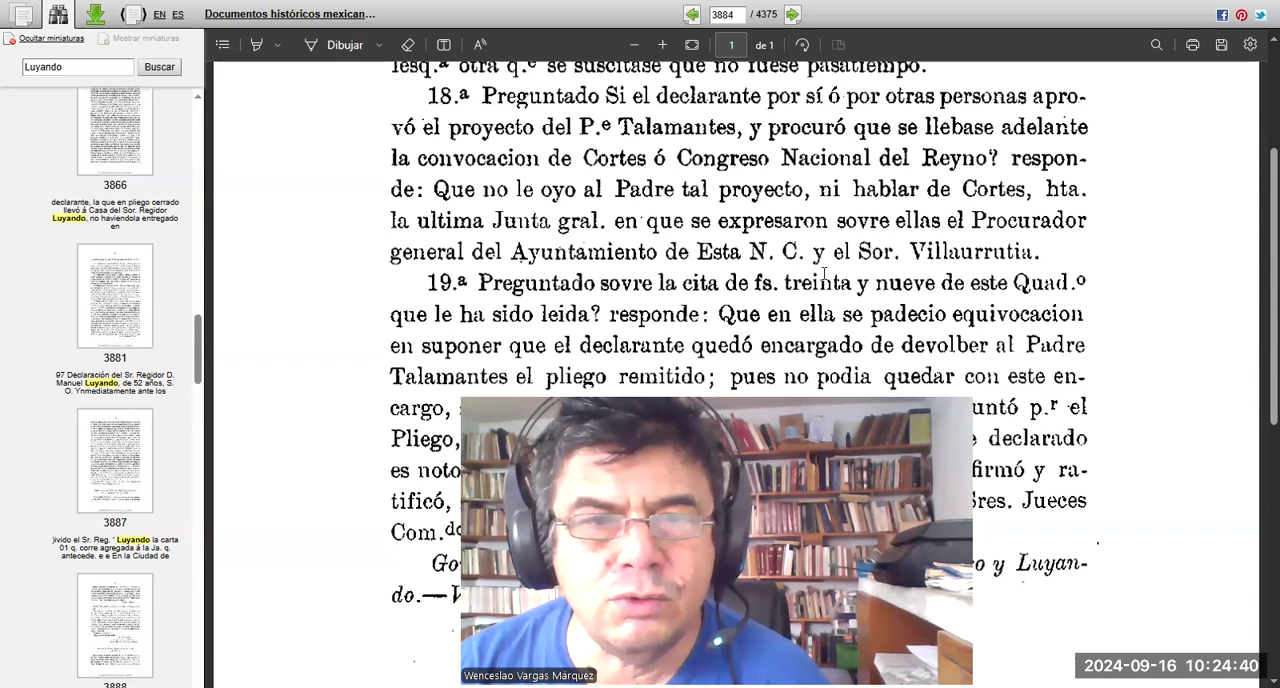 EN ES
Documentos históricos mexican...
3884 / 4375
Ocultar miniaturas
Mostrar miniaturas
Luyando
Buscar
Dibujar
1
de 1
3866
declarante, la que en pliego cerrado
llevó á Casa del Sor. Regidor
Luyando, no haviendola entregado
en
3881
97 Declaración del Sr. Regidor D.
Manuel Luyando, de 52 años, S.
O. Ynmediatamente ante los
3887
)ivido el Sr. Reg. ' Luyando la carta
01 q. corre agregada á la Ja. q.
antecede. e e En la Ciudad de
3888
otra q.e se suscitase que no fuese pasatiempo.
18.a Preguntado Si el declarante por sí ó por otras personas apro-
vó el proyecto del P.e Talamantes, y procuró que se llebase adelante
la convocacion de Cortes ó Congreso Nacional del Reyno? respon-
de: Que no le oyo al Padre tal proyecto, ni hablar de Cortes, hta.
la ultima Junta gral. en que se expresaron sovre ellas el Procurador
general del Ayuntamiento de Esta N. C. y el Sor. Villaurrutia.
19.a Preguntado sovre la cita de fs. treinta y nueve de este Quad.o
que le ha sido leida? responde: Que en ella se padecio equivocacion
en suponer que el declarante quedó encargado de devolber al Padre
Talamantes el pliego remitido; pues no podia quedar con este en-
cargo, untó p.r el
Pliego, declarado
es noto firmó y ra-
tificó, Sres. Jueces
Com.do
Go o y Luyan-
do.—V
Wenceslao Vargas Márquez
2024-09-16 10:24:40